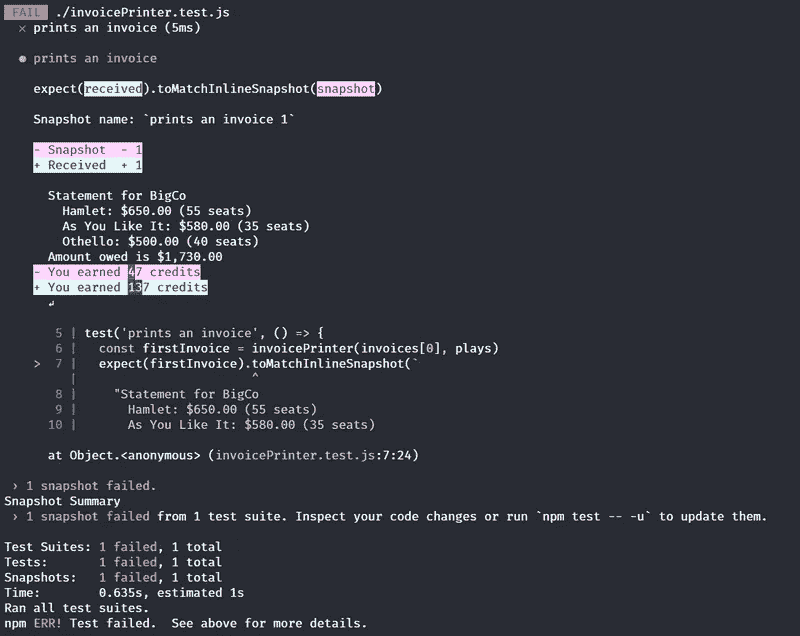 FAIL ./invoicePrinter.test.js
✕ prints an invoice (5ms)
● prints an invoice
expect(received).toMatchInlineSnapshot(snapshot)
Snapshot name: `prints an invoice 1`
- Snapshot  - 1
+ Received  + 1
Statement for BigCo
Hamlet: $650.00 (55 seats)
As You Like It: $580.00 (35 seats)
Othello: $500.00 (40 seats)
Amount owed is $1,730.00
- You earned 47 credits
+ You earned 137 credits
↲
5 | test('prints an invoice', () => {
6 |   const firstInvoice = invoicePrinter(invoices[0], plays)
> 7 |   expect(firstInvoice).toMatchInlineSnapshot(`
|                        ^
8 |     "Statement for BigCo
9 |       Hamlet: $650.00 (55 seats)
10 |       As You Like It: $580.00 (35 seats)
at Object.<anonymous> (invoicePrinter.test.js:7:24)
› 1 snapshot failed.
Snapshot Summary
› 1 snapshot failed from 1 test suite. Inspect your code changes or run `npm test -- -u` to update them.
Test Suites: 1 failed, 1 total
Tests:       1 failed, 1 total
Snapshots:   1 failed, 1 total
Time:        0.635s, estimated 1s
Ran all test suites.
npm ERR! Test failed.  See above for more details.